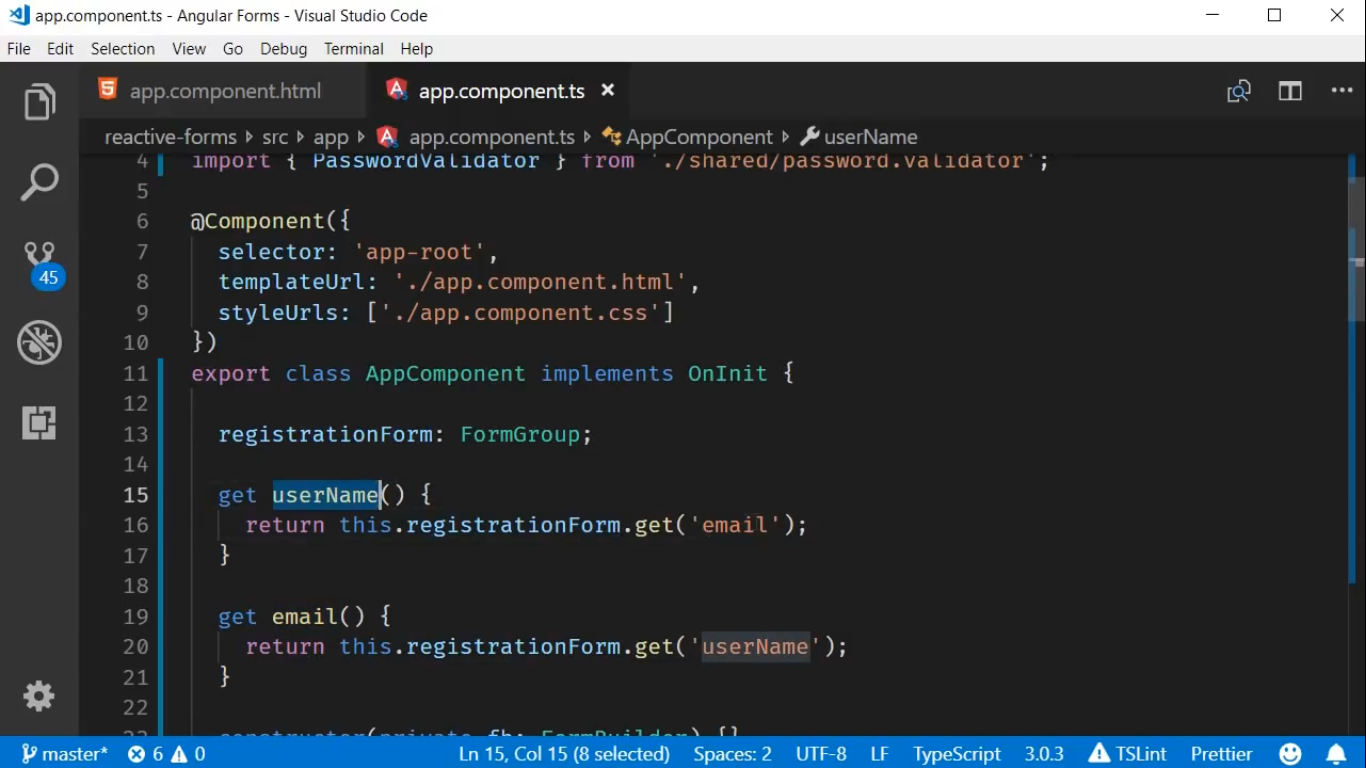 app.component.ts - Angular Forms - Visual Studio Code
File Edit Selection View Go Debug Terminal Help
app.component.html app.component.ts
reactive-forms src app app.component.ts AppComponent userName
4 import { PasswordValidator } from './shared/password.validator';
5
6 @Component({
7 selector: 'app-root',
8 templateUrl: './app.component.html',
9 styleUrls: ['./app.component.css']
10 })
11 export class AppComponent implements OnInit {
12
13 registrationForm: FormGroup;
14
15 get userName() {
16 return this.registrationForm.get('email');
17 }
18
19 get email() {
20 return this.registrationForm.get('userName');
21 }
22
23 constructor(private fb: FormBuilder) {}
45
master* 6 0 Ln 15, Col 15 (8 selected) Spaces: 2 UTF-8 LF TypeScript 3.0.3 TSLint Prettier